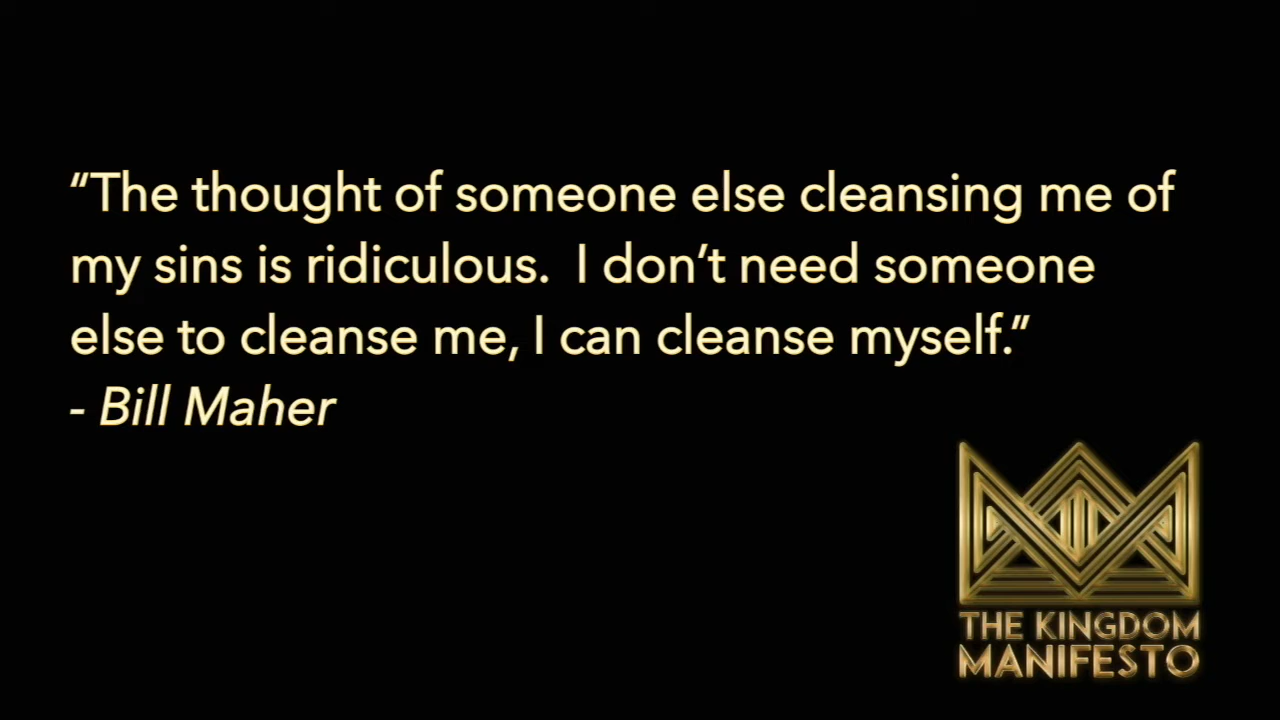 “The thought of someone else cleansing me of
my sins is ridiculous.  I don’t need someone
else to cleanse me, I can cleanse myself.”
- Bill Maher
THE KINGDOM
MANIFESTO